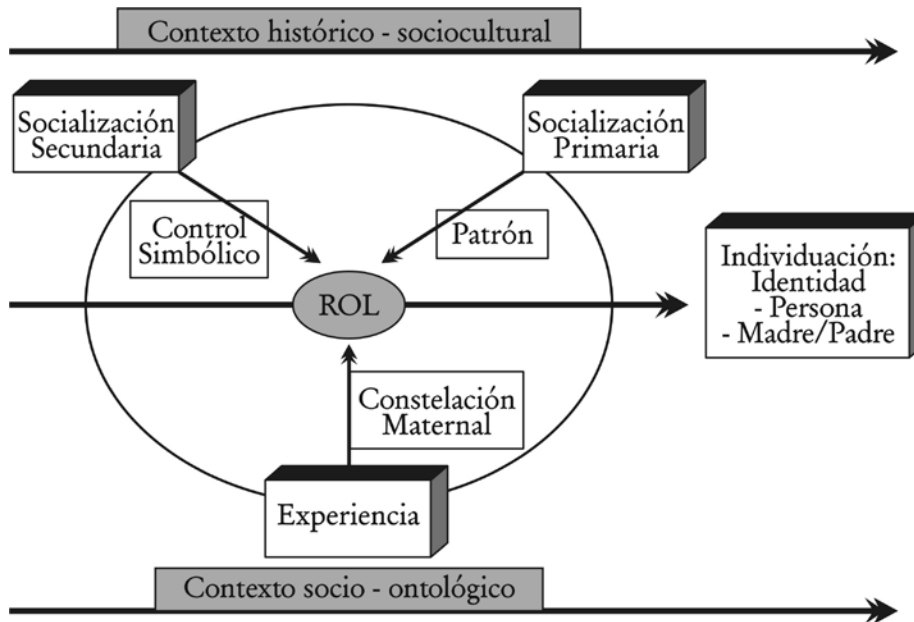 Contexto histórico - sociocultural
Socialización
Secundaria
Socialización
Primaria
Control
Simbólico
Patrón
Individuación:
Identidad
- Persona
- Madre/Padre
ROL
Constelación
Maternal
Experiencia
Contexto socio - ontológico